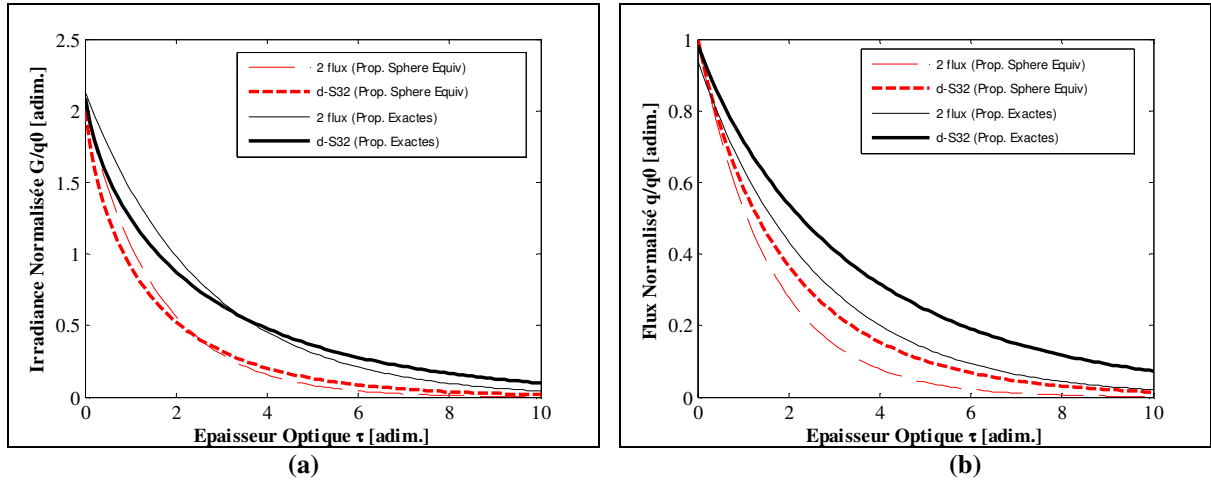 2.5
2
1.5
1
0.5
0
Irradiance Normalisée G/q0 [adim.]
2 flux (Prop. Sphere Equiv)
d-S32 (Prop. Sphere Equiv)
2 flux (Prop. Exactes)
d-S32 (Prop. Exactes)
0 2 4 6 8 10
Epaisseur Optique τ [adim.]
(a)
1
0.8
0.6
0.4
0.2
0
Flux Normalisé q/q0 [adim.]
2 flux (Prop. Sphere Equiv)
d-S32 (Prop. Sphere Equiv)
2 flux (Prop. Exactes)
d-S32 (Prop. Exactes)
0 2 4 6 8 10
Epaisseur Optique τ [adim.]
(b)